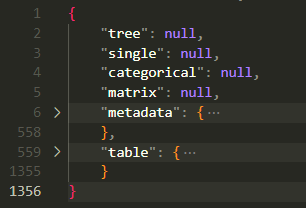 1 {
2 "tree": null,
3 "single": null,
4 "categorical": null,
5 "matrix": null,
6 > "metadata": { ···
558 },
559 > "table": { ···
1355 }
1356 }